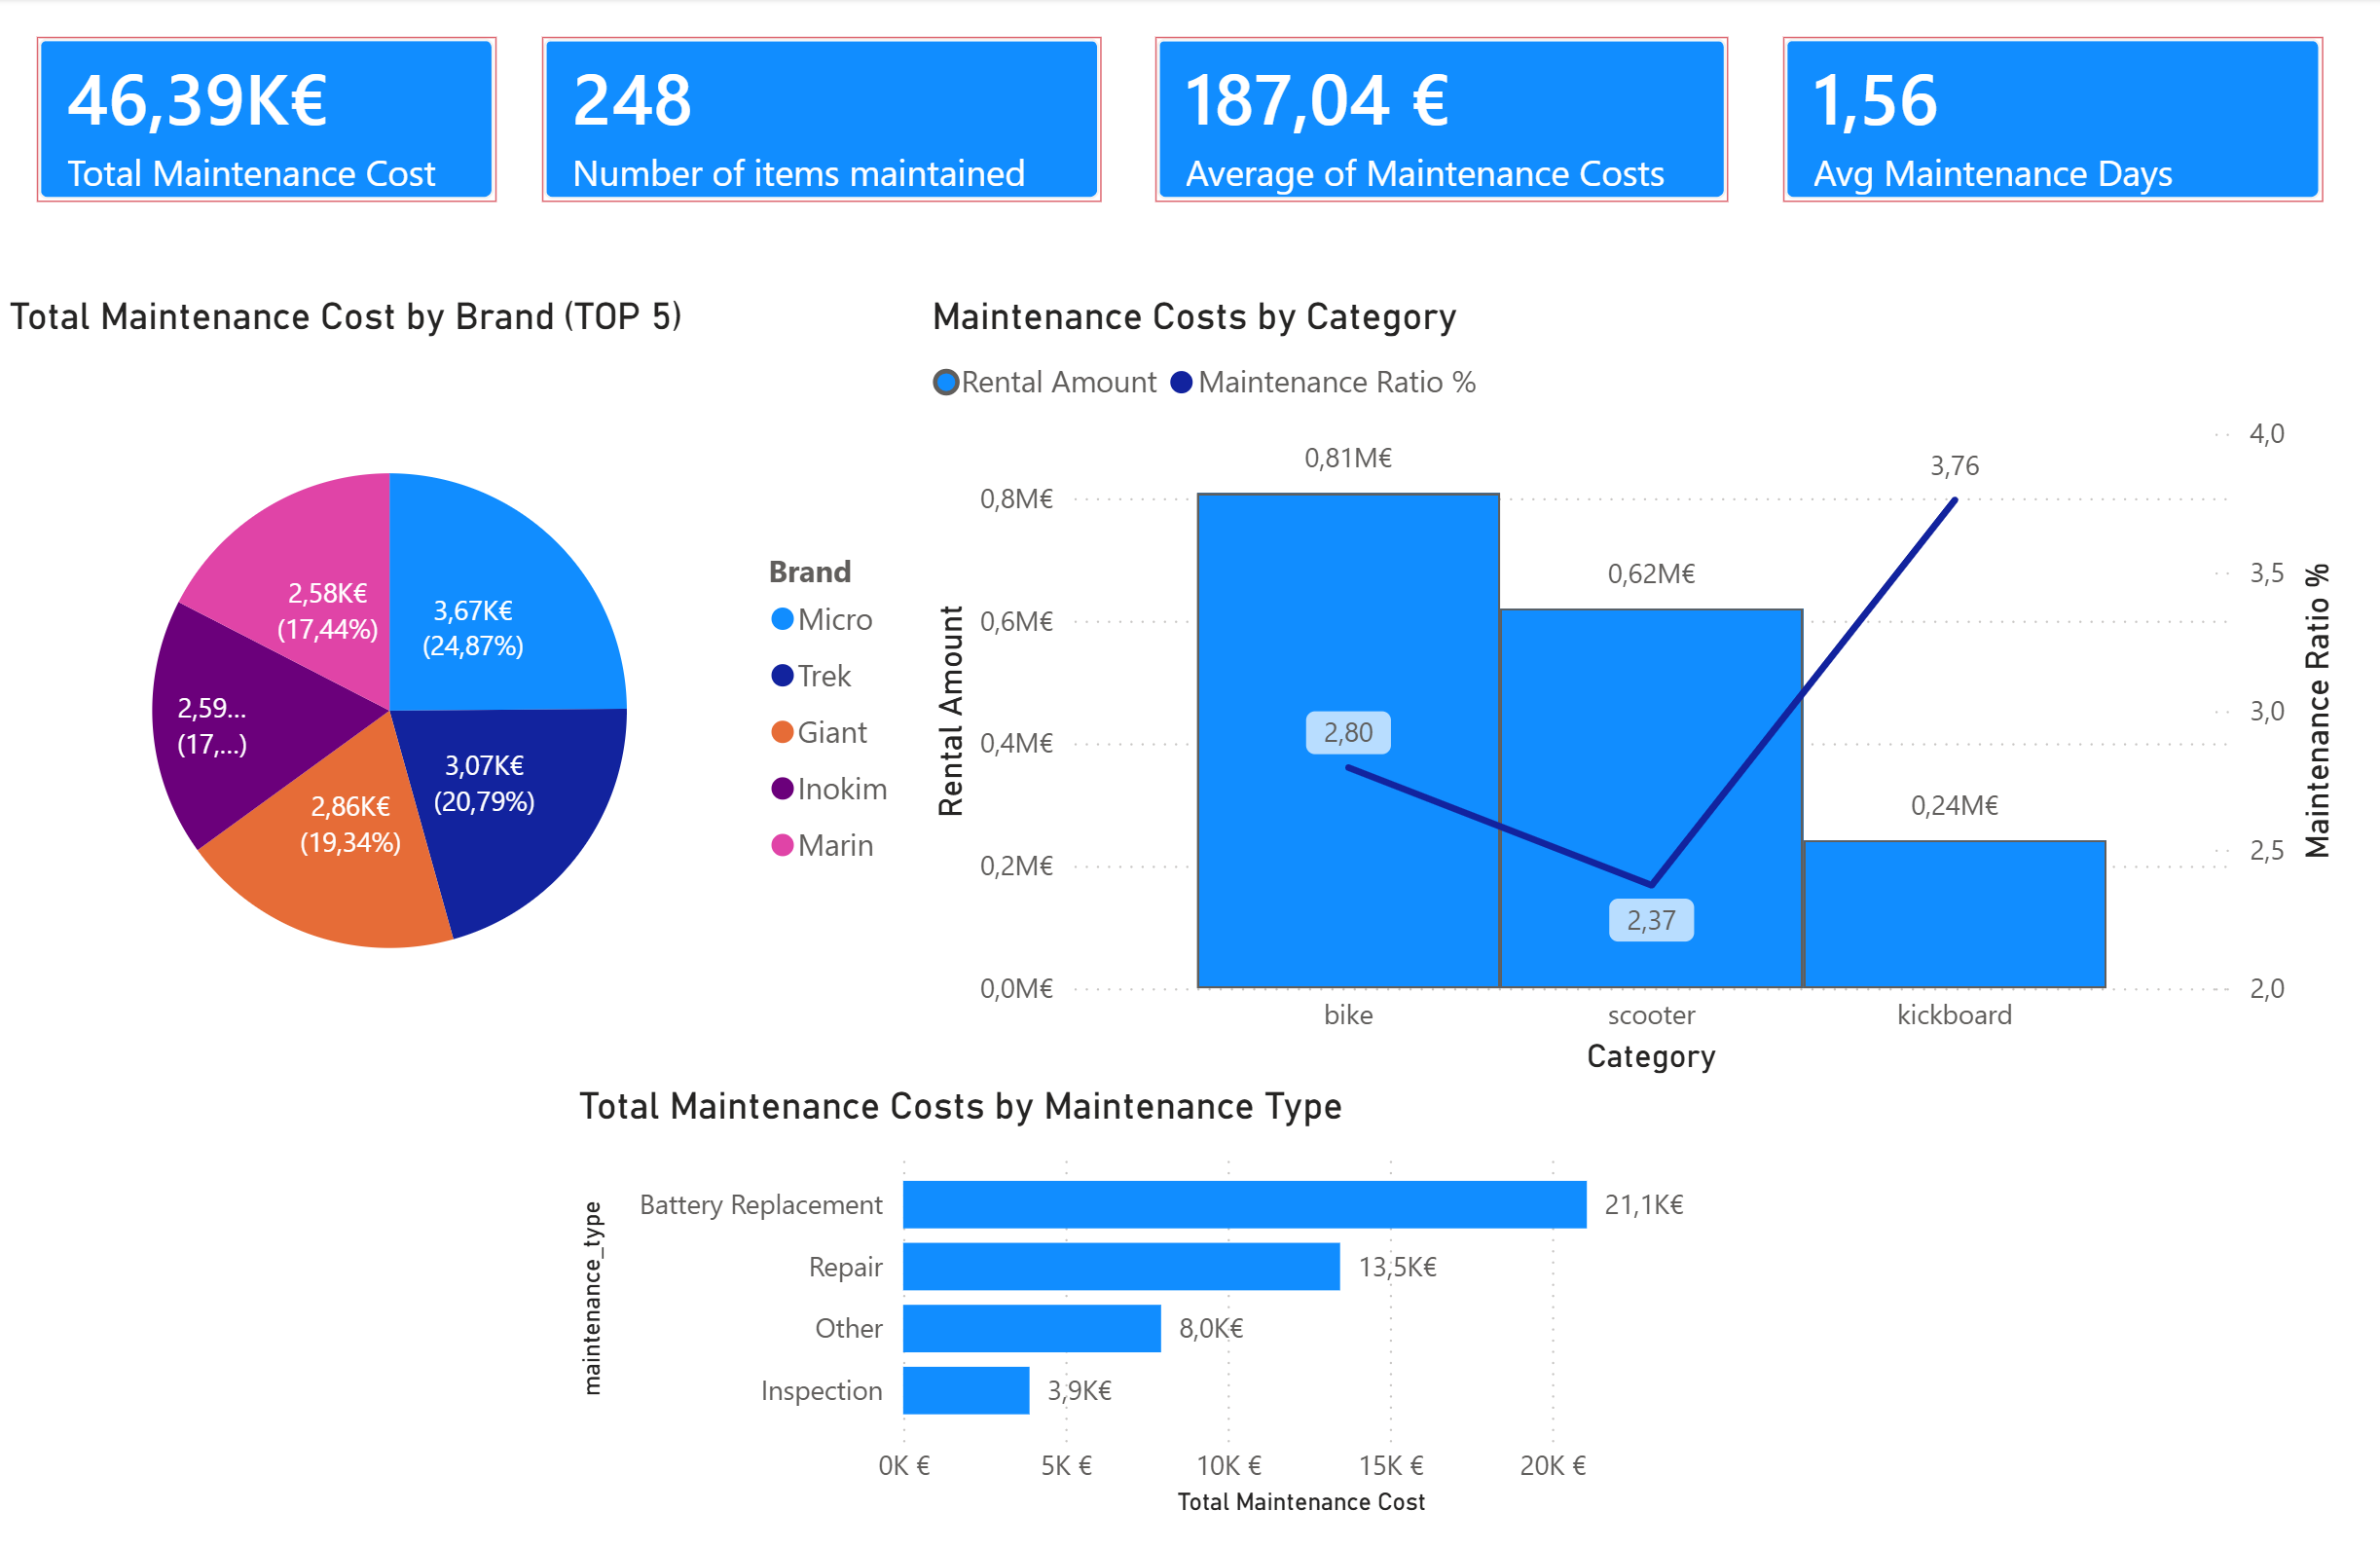 46,39K€
Total Maintenance Cost
248
Number of items maintained
187,04 €
Average of Maintenance Costs
1,56
Avg Maintenance Days
Total Maintenance Cost by Brand (TOP 5)
3,67K€
(24,87%)
3,07K€
(20,79%)
2,86K€
(19,34%)
2,59...
(17,...)
2,58K€
(17,44%)
Brand
Micro
Trek
Giant
Inokim
Marin
Maintenance Costs by Category
Rental Amount Maintenance Ratio %
Rental Amount
0,8M€
0,6M€
0,4M€
0,2M€
0,0M€
0,81M€
0,62M€
0,24M€
2,80
2,37
3,76
4,0
3,5
3,0
2,5
2,0
Maintenance Ratio %
bike scooter kickboard
Category
Total Maintenance Costs by Maintenance Type
maintenance_type
Battery Replacement 21,1K€
Repair 13,5K€
Other 8,0K€
Inspection 3,9K€
0K € 5K € 10K € 15K € 20K €
Total Maintenance Cost